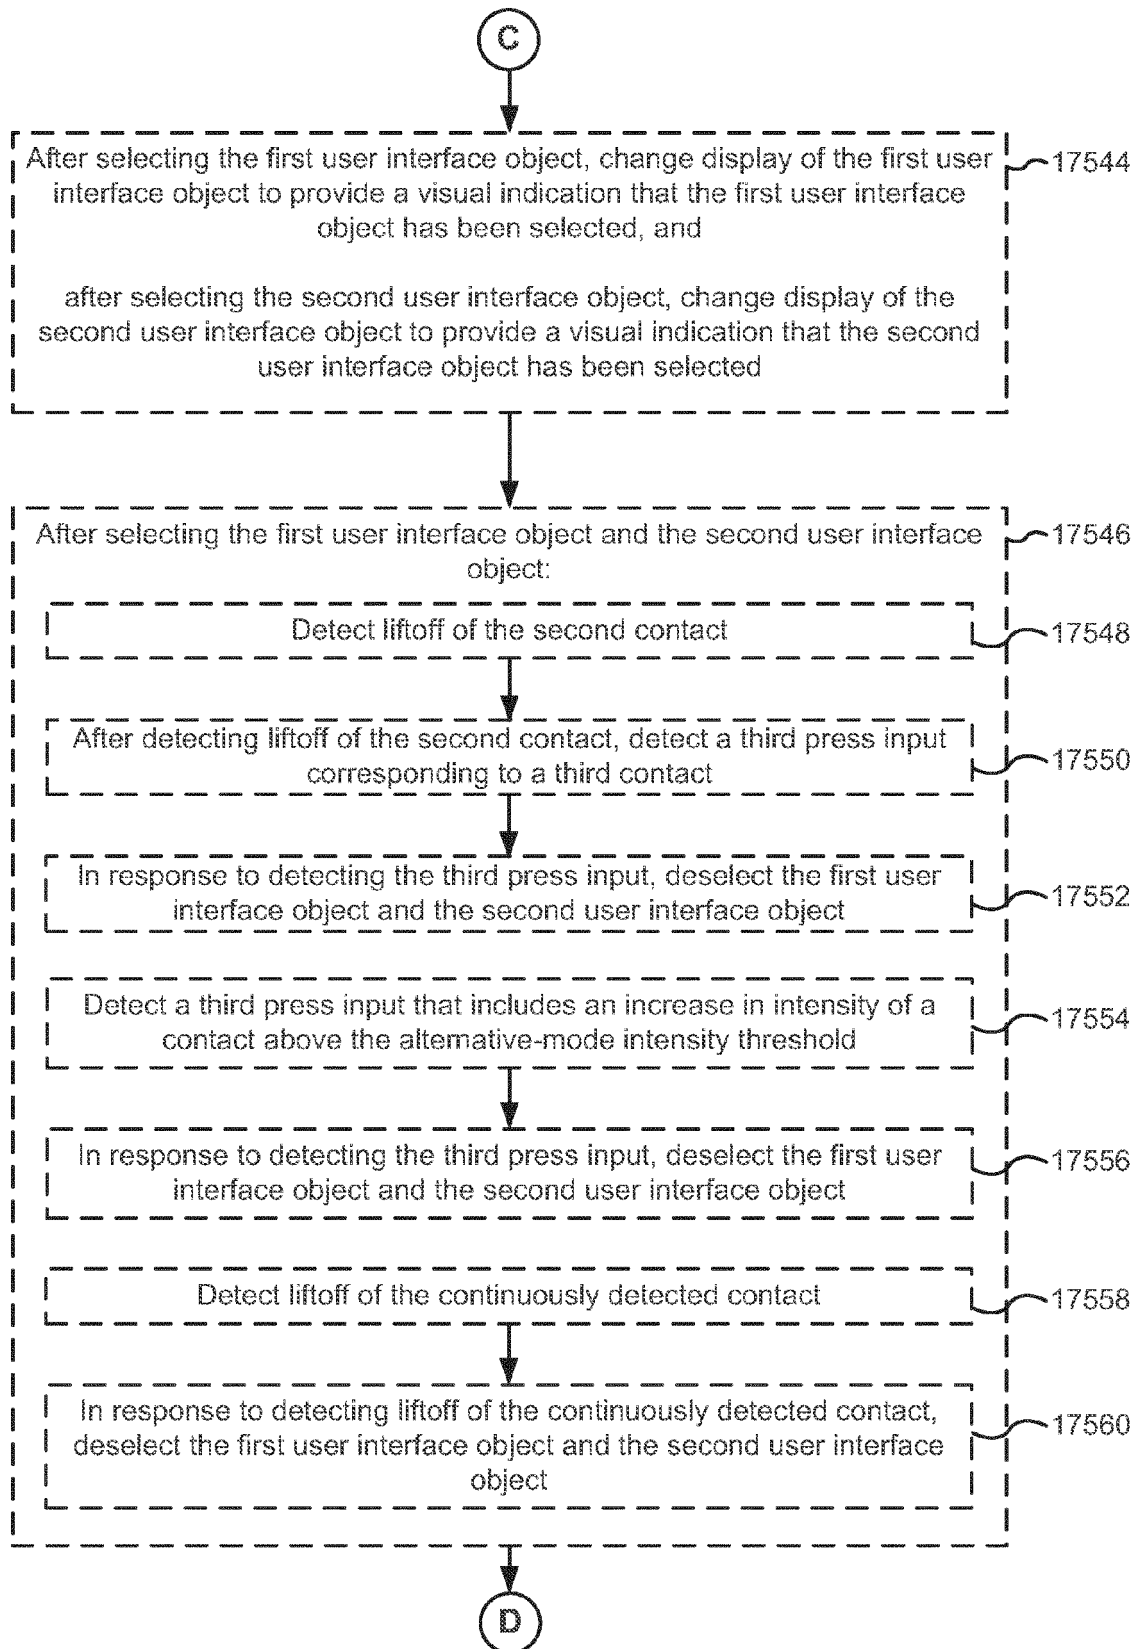 C
After selecting the first user interface object, change display of the first user
interface object to provide a visual indication that the first user interface
object has been selected, and
after selecting the second user interface object, change display of the
second user interface object to provide a visual indication that the second
user interface object has been selected
17544
After selecting the first user interface object and the second user interface
object:
17546
Detect liftoff of the second contact
17548
After detecting liftoff of the second contact, detect a third press input
corresponding to a third contact
17550
In response to detecting the third press input, deselect the first user
interface object and the second user interface object
17552
Detect a third press input that includes an increase in intensity of a
contact above the alternative-mode intensity threshold
17554
In response to detecting the third press input, deselect the first user
interface object and the second user interface object
17556
Detect liftoff of the continuously detected contact
17558
In response to detecting liftoff of the continuously detected contact,
deselect the first user interface object and the second user interface
object
17560
D